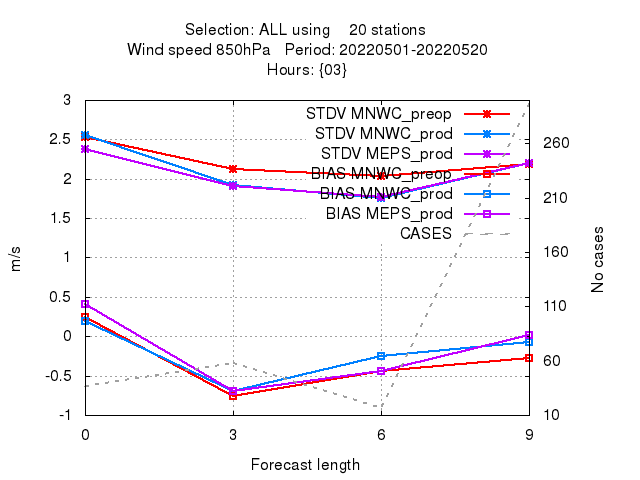 Selection: ALL using    20 stations
Wind speed 850hPa   Period: 20220501-20220520
Hours: {03}
STDV MNWC_preop
STDV MNWC_prod
STDV MEPS_prod
BIAS MNWC_preop
BIAS MNWC_prod
BIAS MEPS_prod
CASES
3
2.5
2
1.5
1
0.5
0
-0.5
-1
m/s
260
210
160
110
60
10
No cases
0 3 6 9
Forecast length